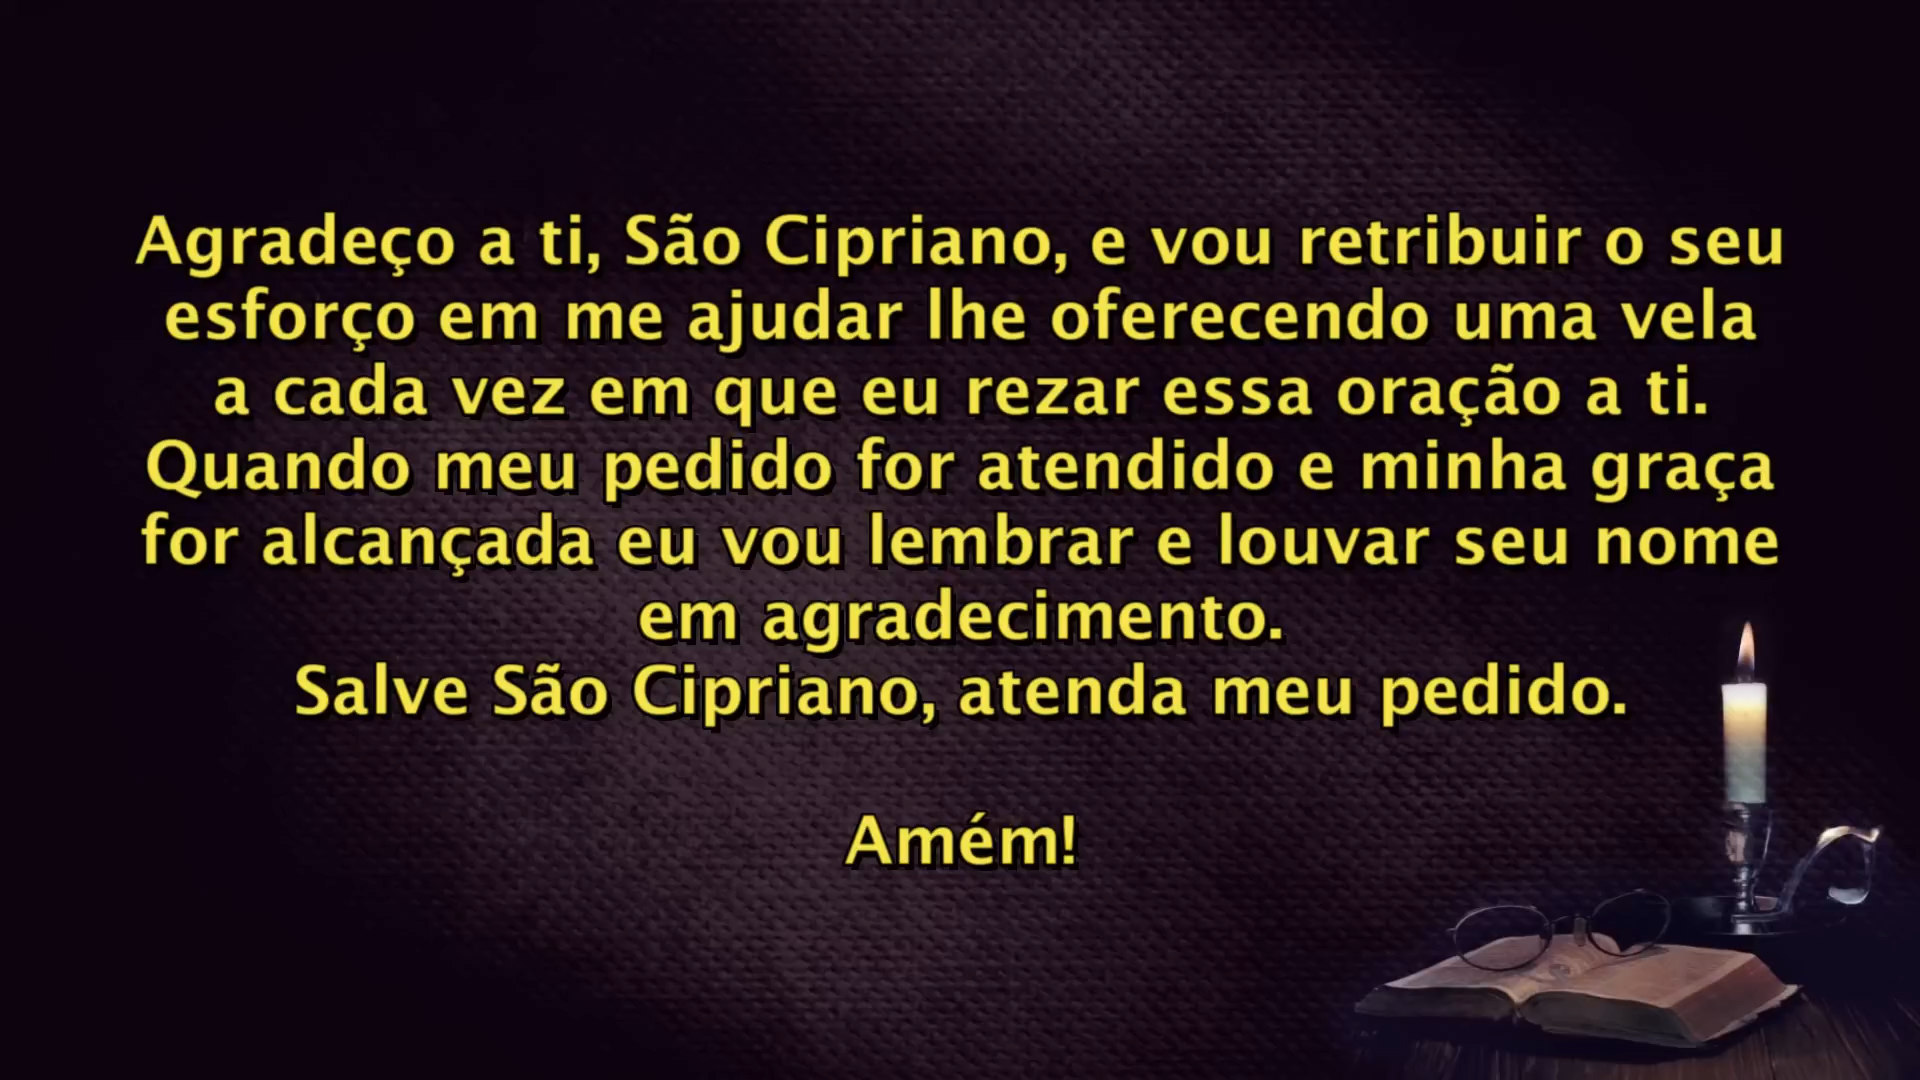 Agradeço a ti, São Cipriano, e vou retribuir o seu
esforço em me ajudar lhe oferecendo uma vela
a cada vez em que eu rezar essa oração a ti.
Quando meu pedido for atendido e minha graça
for alcançada eu vou lembrar e louvar seu nome
em agradecimento.
Salve São Cipriano, atenda meu pedido.
Amém!